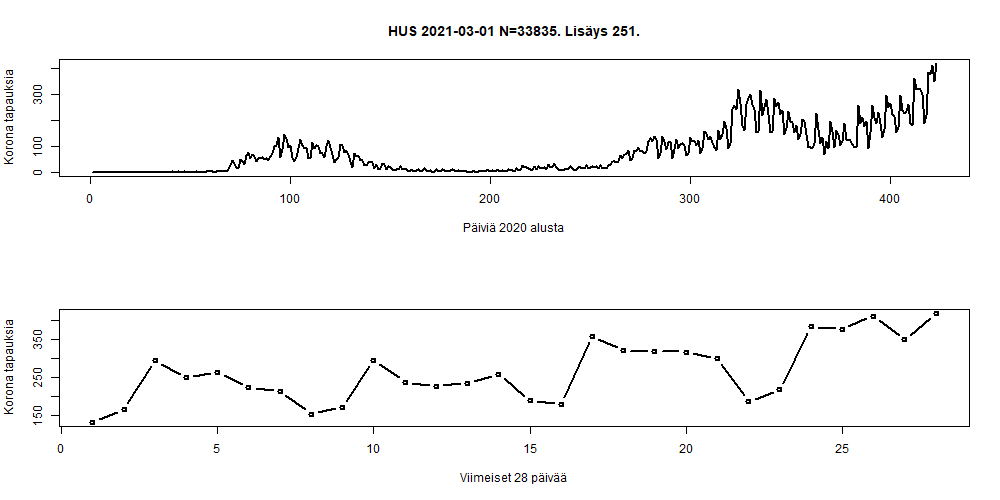 HUS 2021-03-01 N=33835. Lisäys 251.
Korona tapauksia
0 100 300
0 100 200 300 400
Päiviä 2020 alusta
Korona tapauksia
150 250 350
0 5 10 15 20 25
Viimeiset 28 päivää